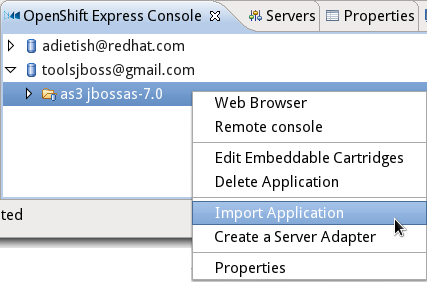 OpenShift Express Console Servers Properties
adietish@redhat.com
toolsjboss@gmail.com
as3 jbossas-7.0
Web Browser
Remote console
Edit Embeddable Cartridges
Delete Application
Import Application
ted
Create a Server Adapter
Properties